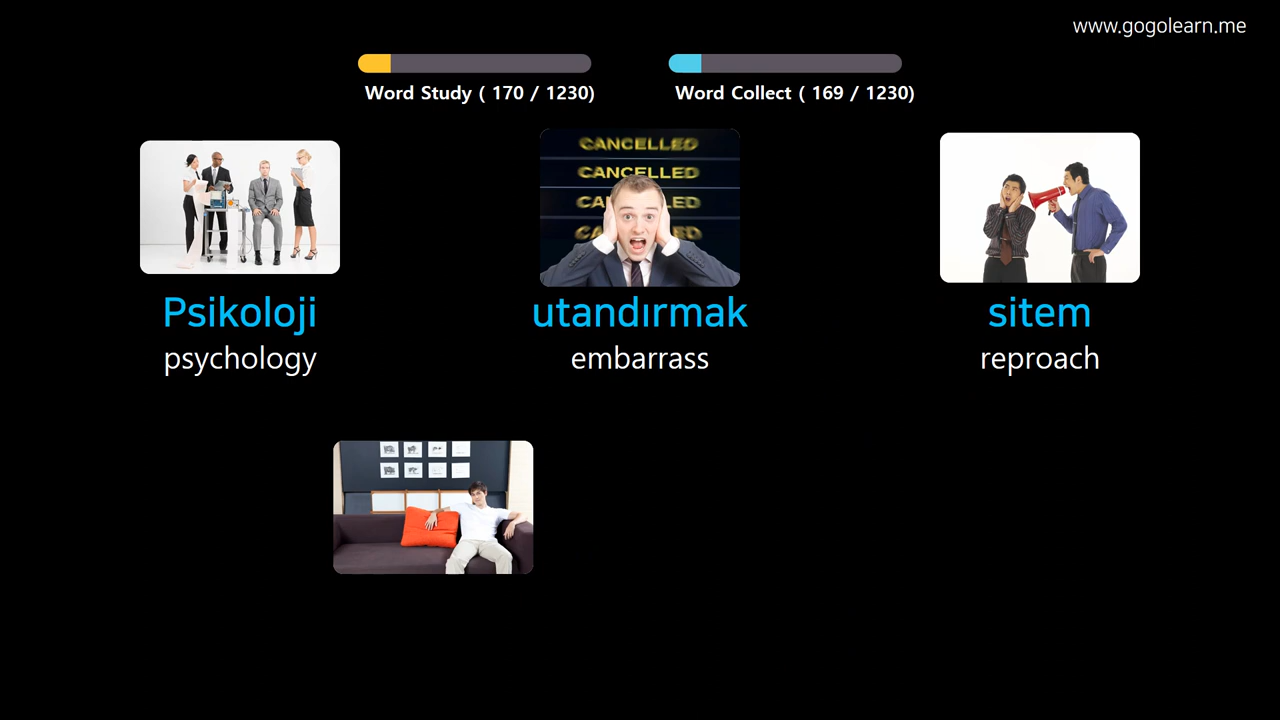 www.gogolearn.me
Word Study ( 170 / 1230)
Word Collect ( 169 / 1230)
CANCELLED
CANCELLED
Psikoloji
utandırmak
sitem
psychology
embarrass
reproach